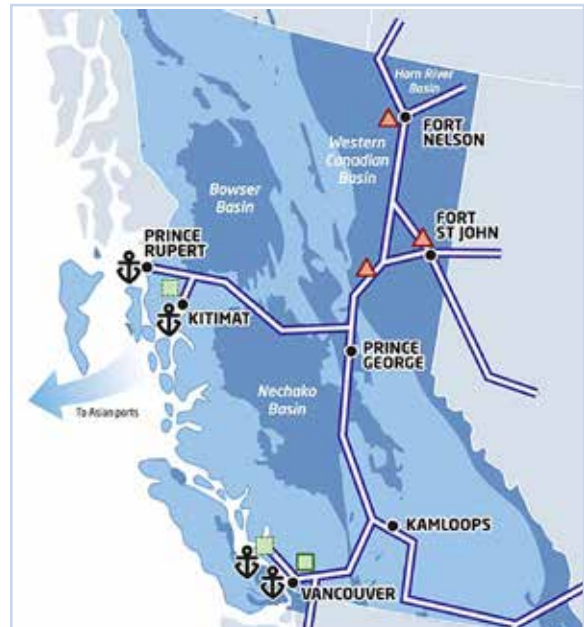 Horn River
Basin
FORT
NELSON
Western
Canadian
Basin
Bowser
Basin
FORT
ST JOHN
PRINCE
RUPERT
KITIMAT
PRINCE
GEORGE
Nechako
Basin
To Asian ports
KAMLOOPS
VANCOUVER